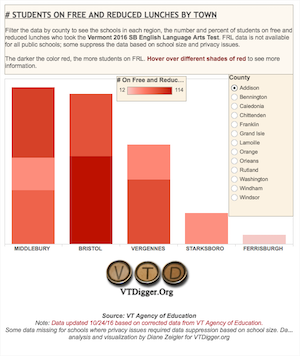 # STUDENTS ON FREE AND REDUCED LUNCHES BY TOWN
Filter the data by county to see the schools in each region, the number and percent of students on free and
reduced lunches who took the Vermont 2016 SB English Language Arts Test. FRL data is not available
for all public schools; some suppress the data based on school size and privacy issues.
The darker the color red, the more students on FRL. Hover over different shades of red to see more
information.
# On Free and Reduc...
12 114
County
Addison
Bennington
Caledonia
Chittenden
Franklin
Grand Isle
Lamoille
Orange
Orleans
Rutland
Washington
Windham
Windsor
MIDDLEBURY BRISTOL VERGENNES STARKSBORO FERRISBURGH
V T D
VTDigger.Org
Source: VT Agency of Education
Note: Data updated 10/24/16 based on corrected data from VT Agency of Education.
Some data missing for schools where privacy issues required data suppression based on school size. Da...
analysis and visualization by Diane Zeigler for VTDigger.org